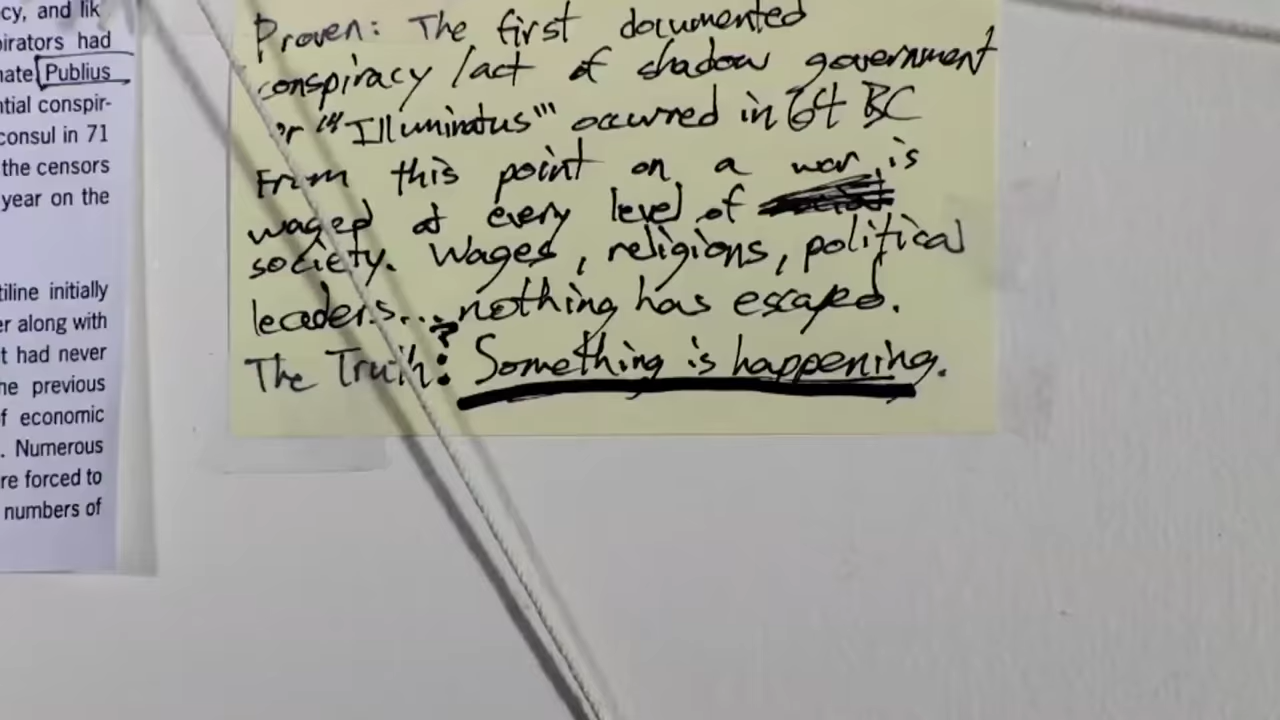 cy, and lik
pirators had
nate Publius
ntial conspir-
consul in 71
the censors
year on the
tiline initially
er along with
t had never
he previous
f economic
. Numerous
re forced to
numbers of
Proven: The first documented
conspiracy / act of shadow government
or "'Illuminatus'" occurred in 64 BC
From this point on a war is
waged at every level of
society. Wages, religions, political
leaders... nothing has escaped.
The Truth?: Something is happening.